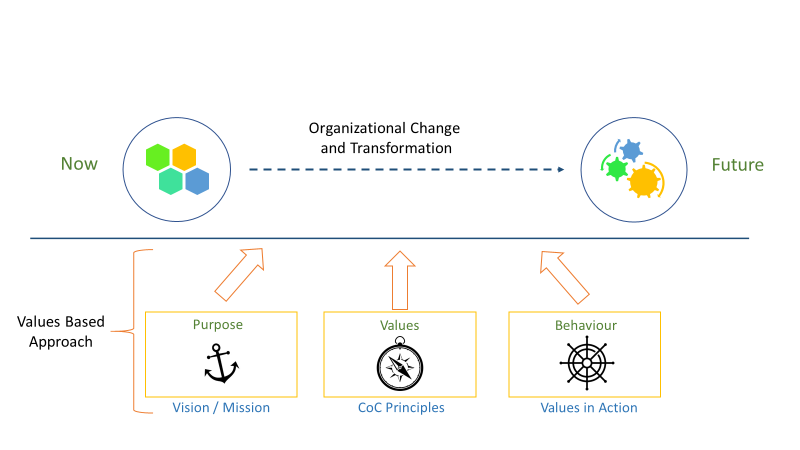 Organizational Change
and Transformation
Now
Future
Values Based
Approach
Purpose
Values
Behaviour
Vision / Mission
CoC Principles
Values in Action